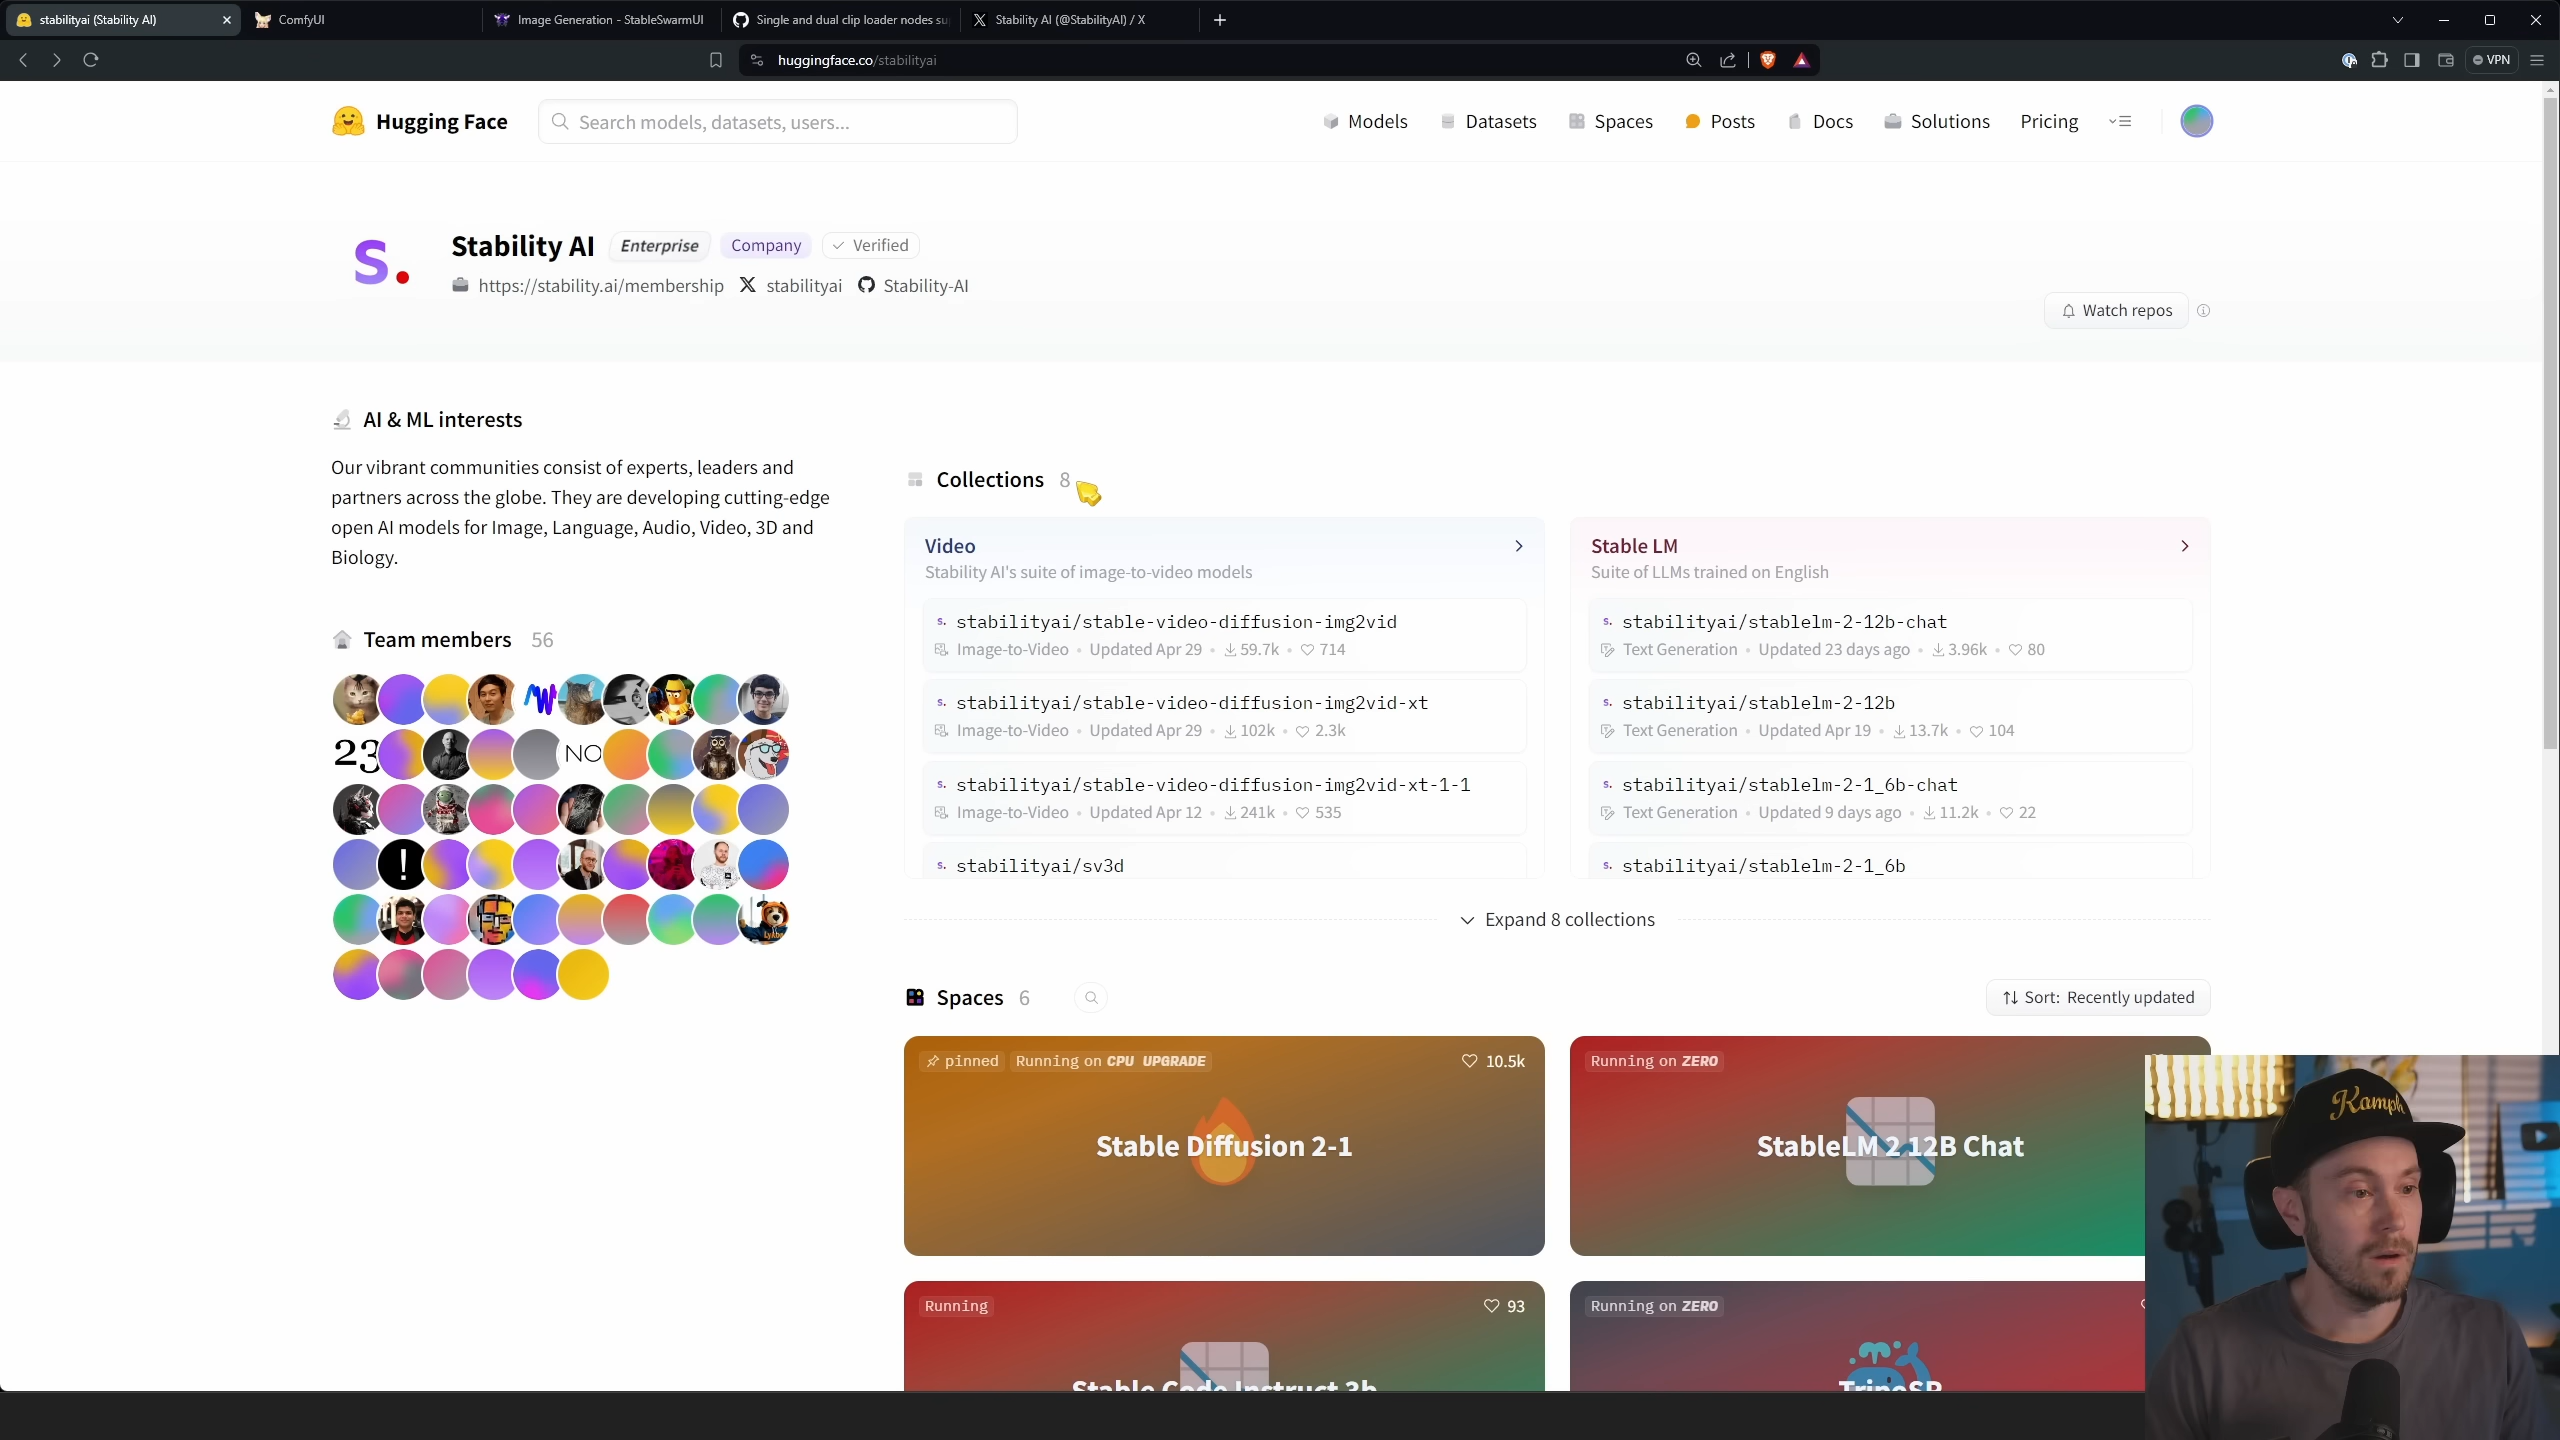 stabilityai (Stability AI)
ComfyUI
Image Generation - StableSwarmUI
Single and dual clip loader nodes su
Stability AI (@StabilityAI) / X
huggingface.co/stabilityai
VPN
Hugging Face
Search models, datasets, users...
Models
Datasets
Spaces
Posts
Docs
Solutions
Pricing
s.
Stability AI
Enterprise
Company
Verified
https://stability.ai/membership
stabilityai
Stability-AI
Watch repos
AI & ML interests
Our vibrant communities consist of experts, leaders and
partners across the globe. They are developing cutting-edge
open AI models for Image, Language, Audio, Video, 3D and
Biology.
Team members 56
23
NO
!
Collections 8
Video
Stability AI's suite of image-to-video models
s. stabilityai/stable-video-diffusion-img2vid
Image-to-Video • Updated Apr 29 • 59.7k • 714
s. stabilityai/stable-video-diffusion-img2vid-xt
Image-to-Video • Updated Apr 29 • 102k • 2.3k
s. stabilityai/stable-video-diffusion-img2vid-xt-1-1
Image-to-Video • Updated Apr 12 • 241k • 535
s. stabilityai/sv3d
Stable LM
Suite of LLMs trained on English
s. stabilityai/stablelm-2-12b-chat
Text Generation • Updated 23 days ago • 3.96k • 80
s. stabilityai/stablelm-2-12b
Text Generation • Updated Apr 19 • 13.7k • 104
s. stabilityai/stablelm-2-1_6b-chat
Text Generation • Updated 9 days ago • 11.2k • 22
s. stabilityai/stablelm-2-1_6b
Expand 8 collections
Spaces 6
Sort: Recently updated
pinned
Running on CPU UPGRADE
10.5k
Stable Diffusion 2-1
Running on ZERO
StableLM 2 12B Chat
Running
93
Stable Code Instruct 3b
Running on ZERO
TripoSR
Kamph